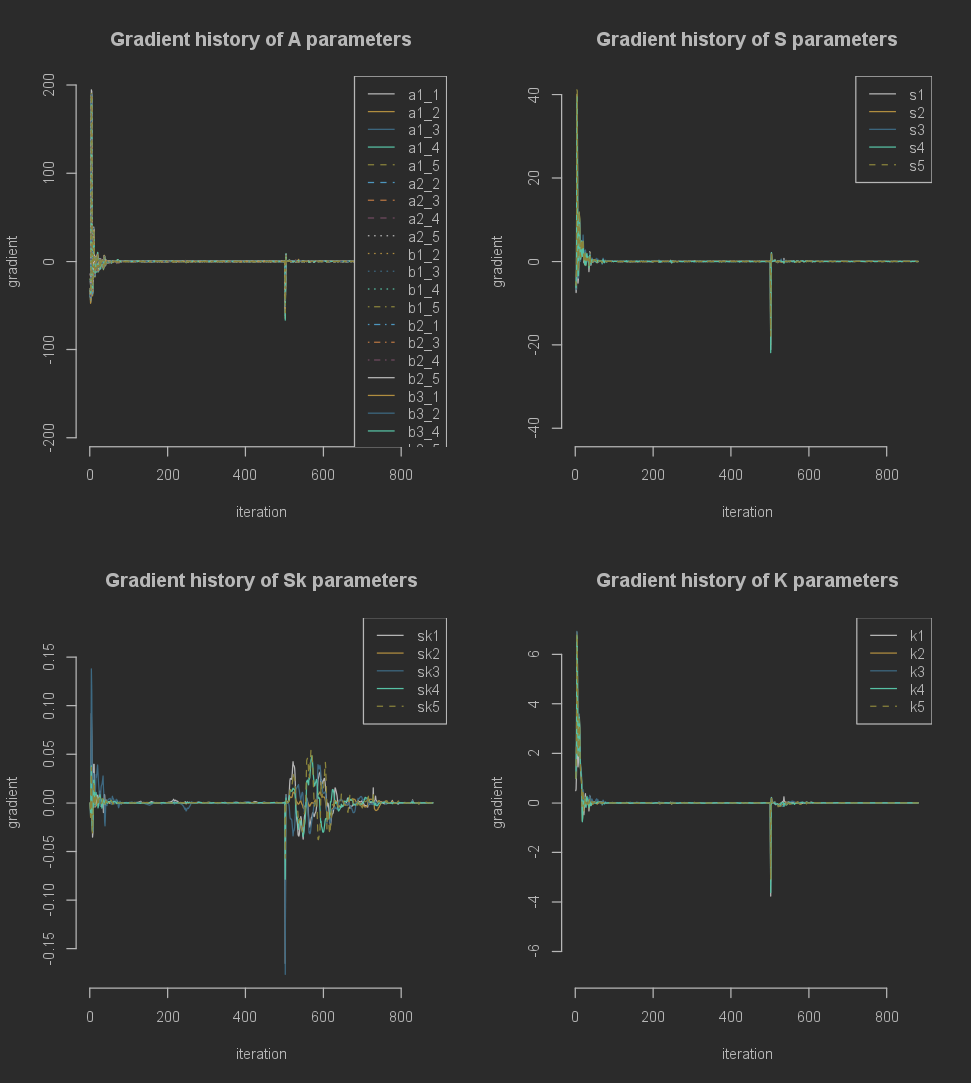 Gradient history of A parameters
gradient
200
100
0
-100
-200
0 200 400 600 800
iteration
a1_1
a1_2
a1_3
a1_4
a1_5
a2_2
a2_3
a2_4
a2_5
b1_2
b1_3
b1_4
b1_5
b2_1
b2_3
b2_4
b2_5
b3_1
b3_2
b3_4
Gradient history of S parameters
gradient
40
20
0
-20
-40
0 200 400 600 800
iteration
s1
s2
s3
s4
s5
Gradient history of Sk parameters
gradient
0.15
0.10
0.05
0.00
-0.05
-0.10
-0.15
0 200 400 600 800
iteration
sk1
sk2
sk3
sk4
sk5
Gradient history of K parameters
gradient
6
4
2
0
-2
-4
-6
0 200 400 600 800
iteration
k1
k2
k3
k4
k5